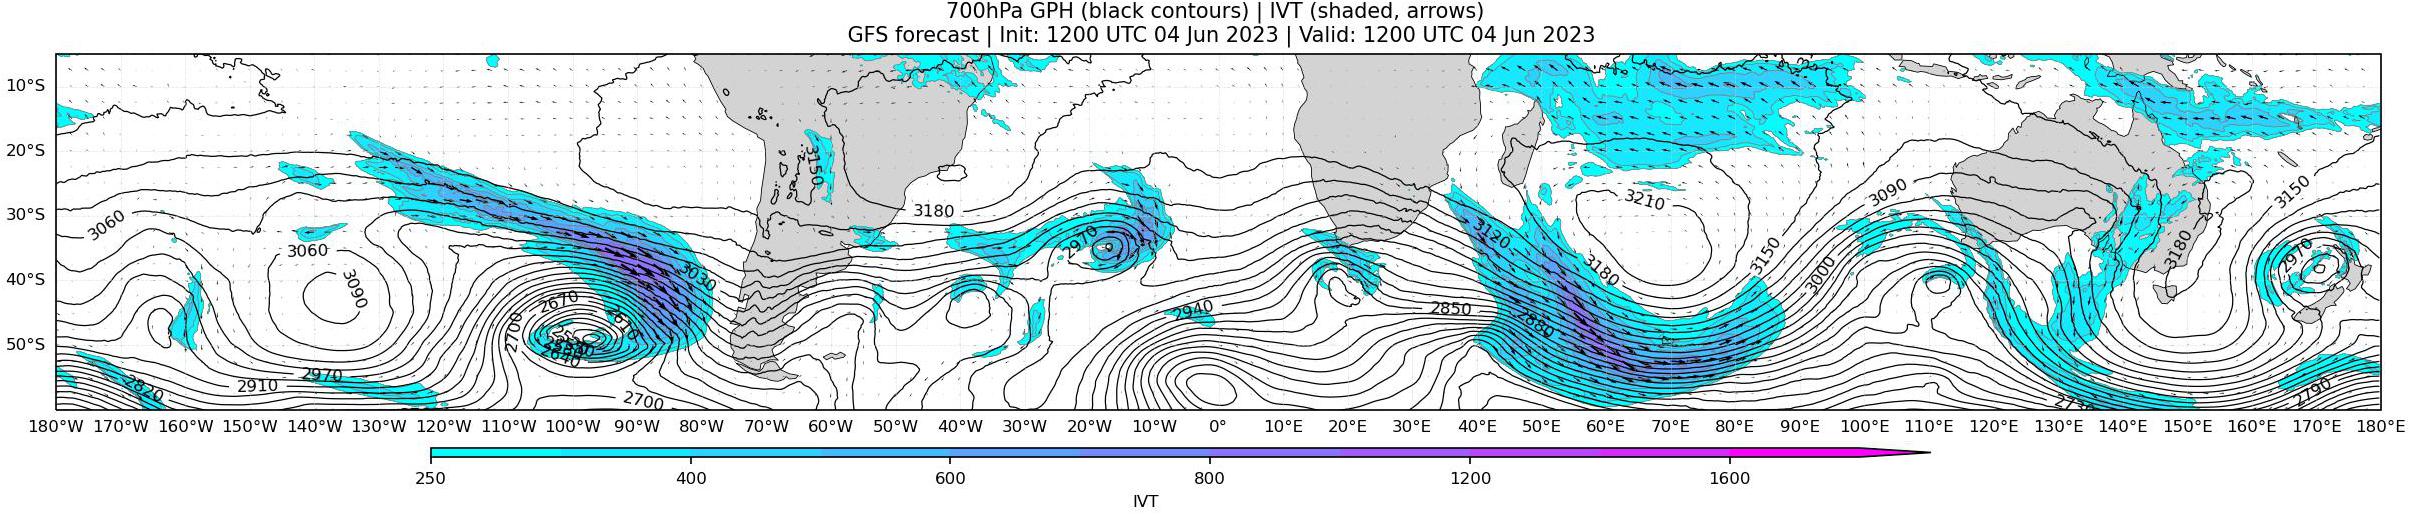 700hPa GPH (black contours) | IVT (shaded, arrows)
GFS forecast | Init: 1200 UTC 04 Jun 2023 | Valid: 1200 UTC 04 Jun 2023
10°S
20°S
30°S
40°S
50°S
3150
3180
3060
3060
3090
2670
2700
2610
2640
3030
2910
2970
2820
2700
2970
2940
2850
3120
2880
3180
3210
3150
3000
3090
3180
3150
2970
2790
2730
180°W 170°W 160°W 150°W 140°W 130°W 120°W 110°W 100°W 90°W 80°W 70°W 60°W 50°W 40°W 30°W 20°W 10°W 0° 10°E 20°E 30°E 40°E 50°E 60°E 70°E 80°E 90°E 100°E 110°E 120°E 130°E 140°E 150°E 160°E 170°E 180°E
250 400 600 800 1200 1600
IVT